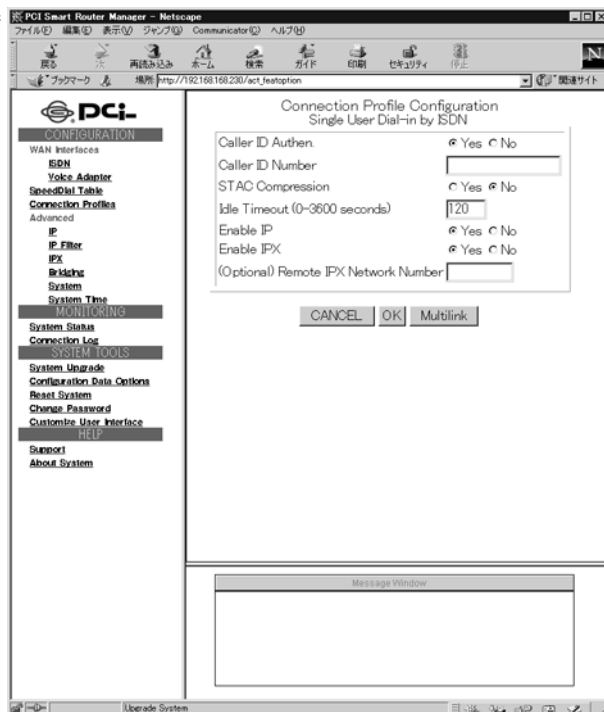 PCI Smart Router Manager - Netscape
ファイル(F) 編集(E) 表示(V) ジャンプ(G) Communicator(C) ヘルプ(H)
戻る 次 再読み込み ホーム 検索 ガイド 印刷 セキュリティ 停止
N
ブックマーク 場所: http://192.168.168.230/act_featoption 関連サイト
PCi
CONFIGURATION
WAN Interfaces
ISDN
Voice Adapter
SpeedDial Table
Connection Profiles
Advanced
IP
IP Filter
IPX
Bridging
System
System Time
MONITORING
System Status
Connection Log
SYSTEM TOOLS
System Upgrade
Configuration Data Options
Reset System
Change Password
Customize User Interface
HELP
Support
About System
Connection Profile Configuration
Single User Dial-in by ISDN
Caller ID Authen. Yes No
Caller ID Number
STAC Compression Yes No
Idle Timeout (0-3600 seconds) 120
Enable IP Yes No
Enable IPX Yes No
(Optional) Remote IPX Network Number
CANCEL OK Multilink
Message Window
Upgrade System